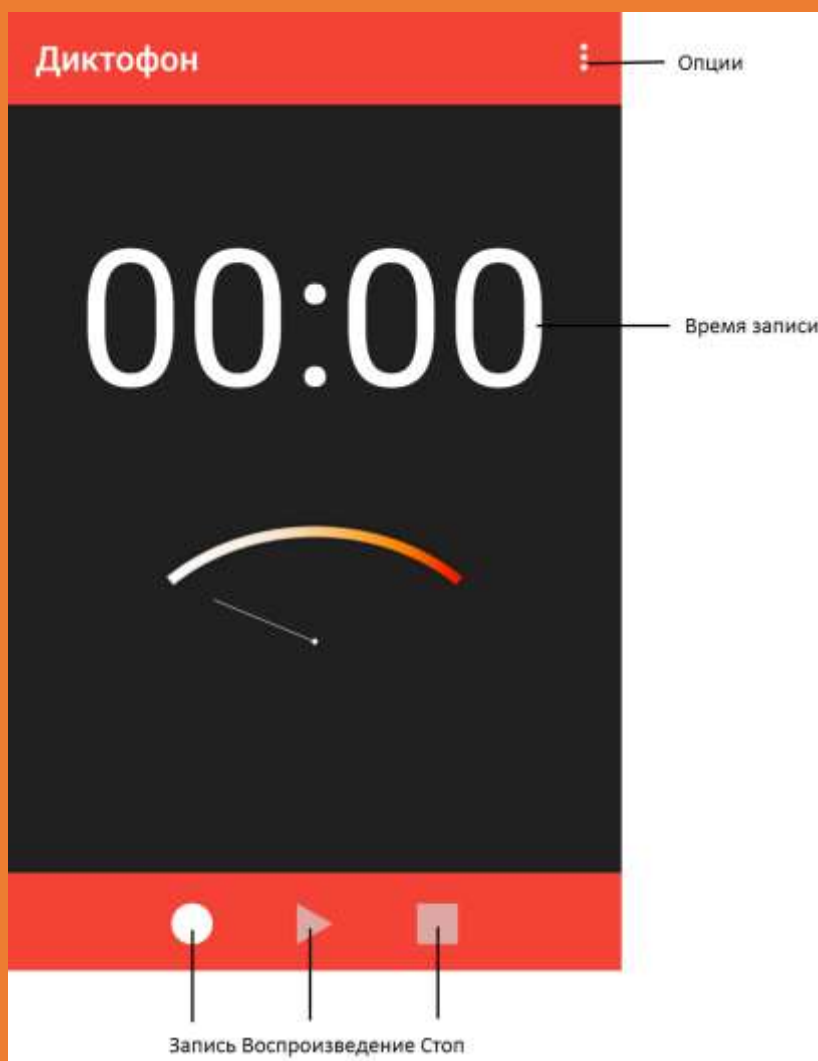 Диктофон
Опции
00:00
Время записи
Запись Воспроизведение Стоп